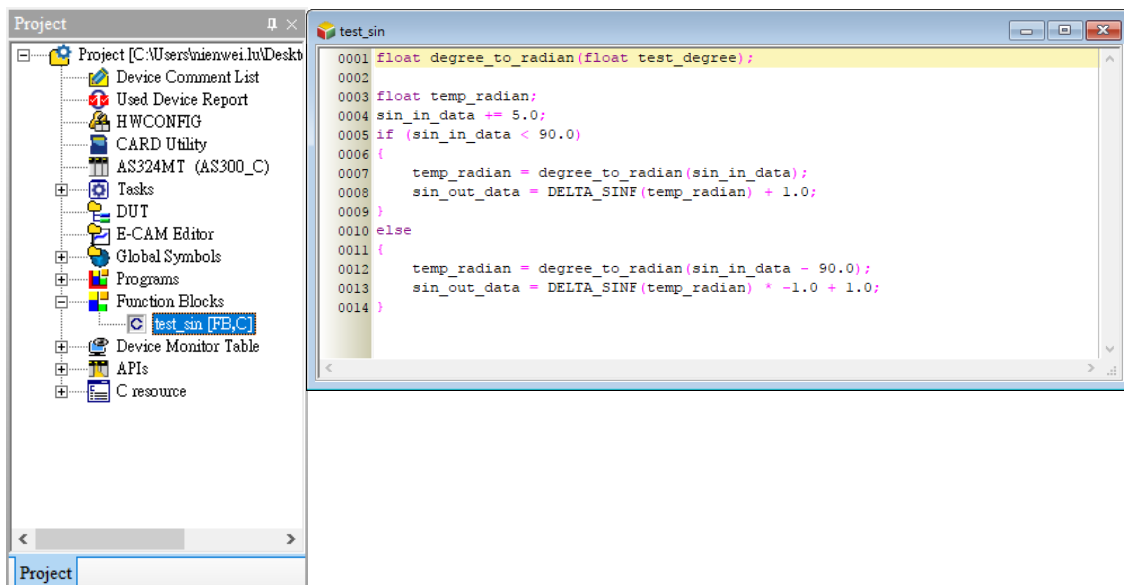 Project
Project [C:\Users\nienwei.lu\Deskt
Device Comment List
Used Device Report
HWCONFIG
CARD Utility
AS324MT (AS300_C)
Tasks
DUT
E-CAM Editor
Global Symbols
Programs
Function Blocks
test_sin [FB,C]
Device Monitor Table
APIs
C resource
Project
test_sin
0001 float degree_to_radian(float test_degree);
0002
0003 float temp_radian;
0004 sin_in_data += 5.0;
0005 if (sin_in_data < 90.0)
0006 {
0007     temp_radian = degree_to_radian(sin_in_data);
0008     sin_out_data = DELTA_SINF(temp_radian) + 1.0;
0009 }
0010 else
0011 {
0012     temp_radian = degree_to_radian(sin_in_data - 90.0);
0013     sin_out_data = DELTA_SINF(temp_radian) * -1.0 + 1.0;
0014 }